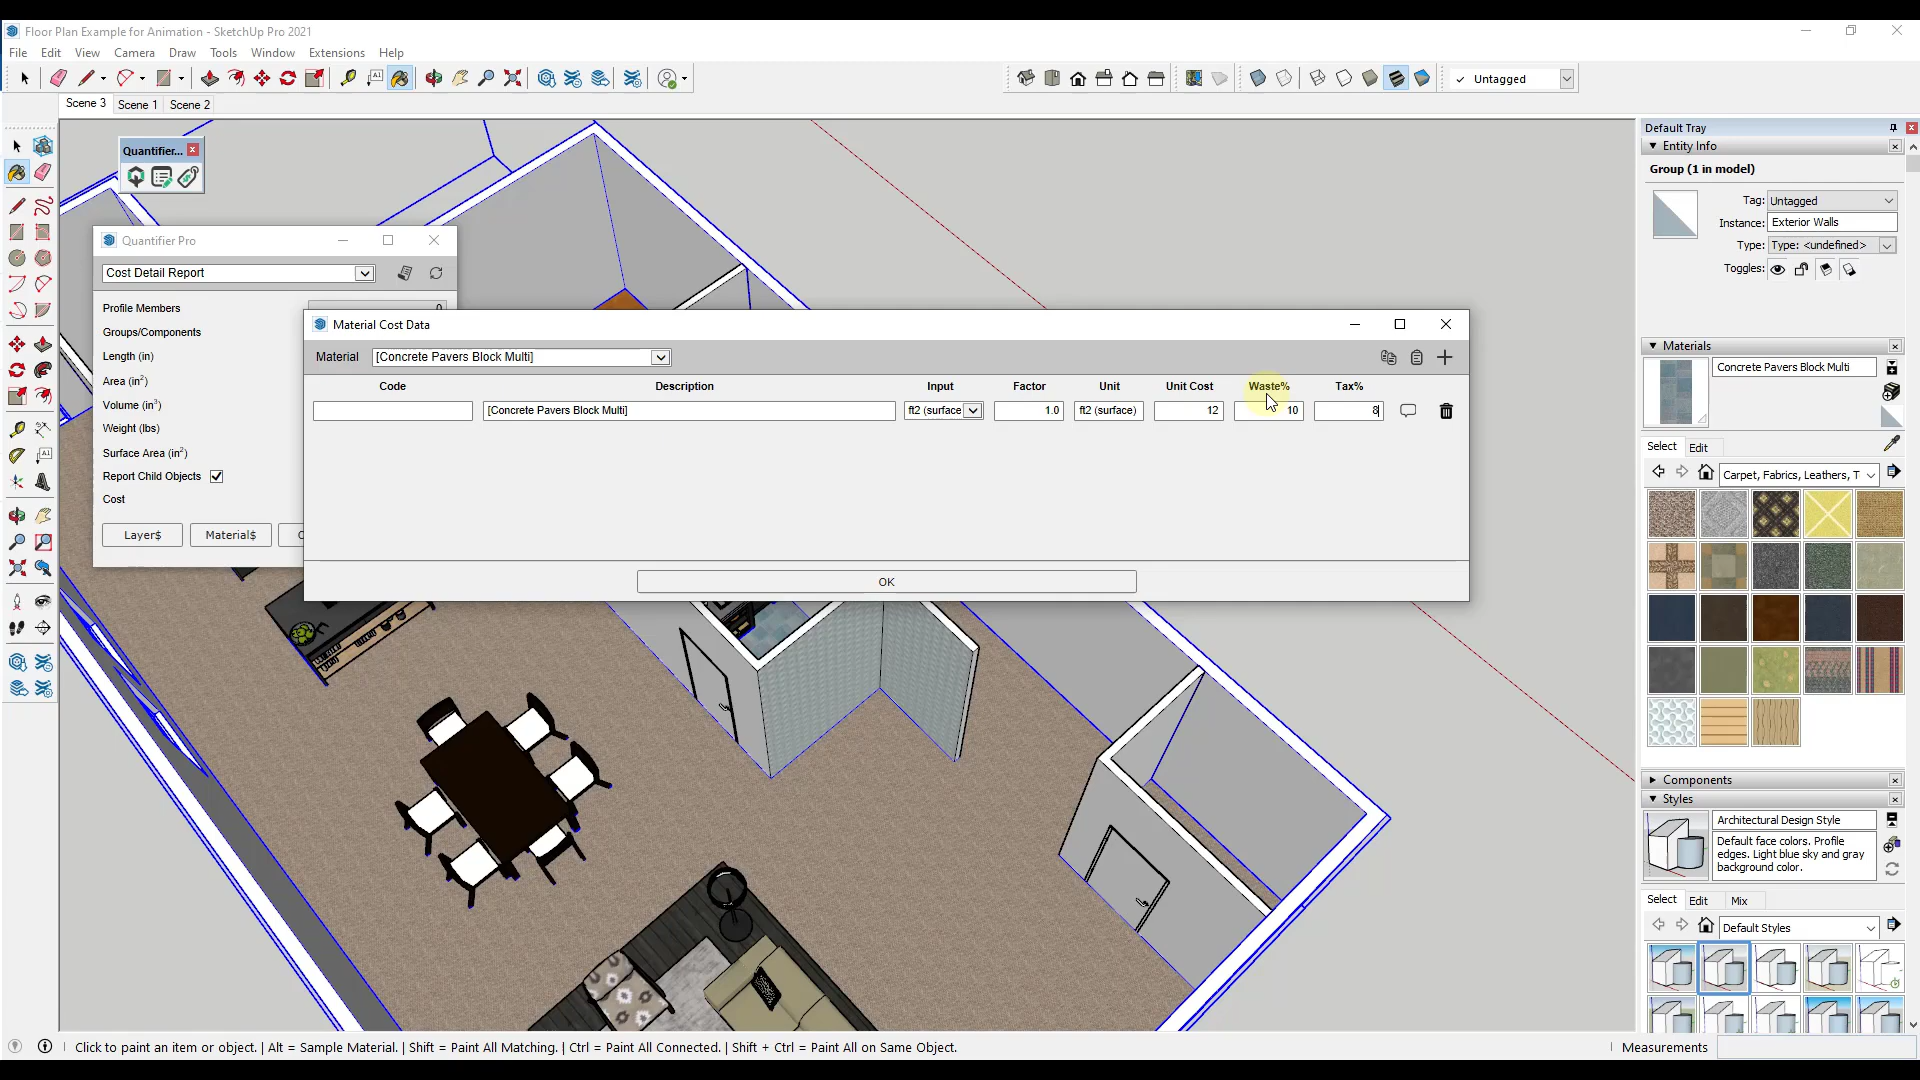 Floor Plan Example for Animation - SketchUp Pro 2021
File Edit View Camera Draw Tools Window Extensions Help
Untagged
Scene 3 Scene 1 Scene 2
Quantifier...
Quantifier Pro
Cost Detail Report
Profile Members 0
Groups/Components
Length (in)
Area (in²)
Volume (in³)
Weight (lbs)
Surface Area (in²)
Report Child Objects
Cost
Layer$ Material$
Material Cost Data
Material [Concrete Pavers Block Multi]
Code Description Input Factor Unit Unit Cost Waste% Tax%
[Concrete Pavers Block Multi] ft2 (surface 1.0 ft2 (surface) 12 10 8
OK
Default Tray
Entity Info
Group (1 in model)
Tag: Untagged
Instance: Exterior Walls
Type: Type: <undefined>
Toggles:
Materials
Concrete Pavers Block Multi
Select Edit
Carpet, Fabrics, Leathers, T
Components
Styles
Architectural Design Style
Default face colors. Profile
edges. Light blue sky and gray
background color.
Select Edit Mix
Default Styles
Click to paint an item or object. | Alt = Sample Material. | Shift = Paint All Matching. | Ctrl = Paint All Connected. | Shift + Ctrl = Paint All on Same Object.
Measurements